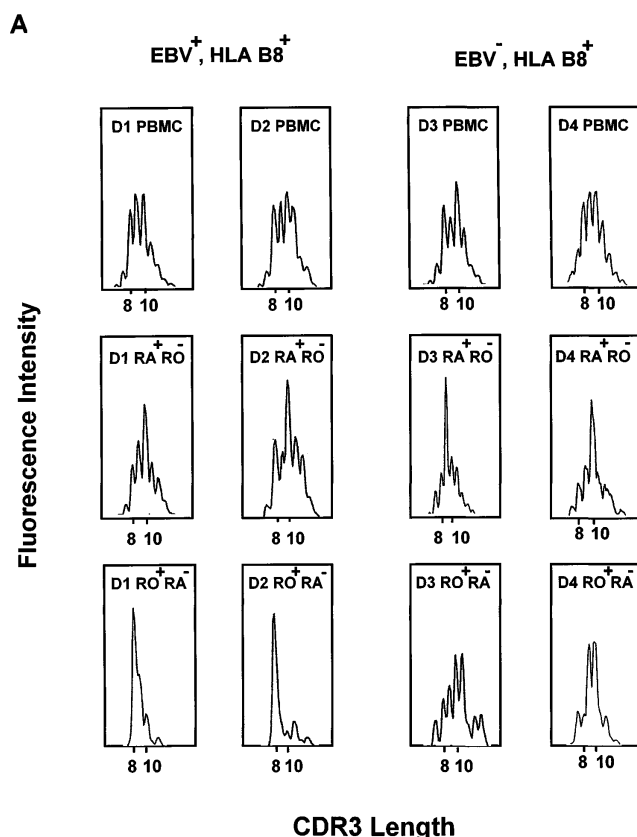 A
EBV+, HLA B8+
EBV-, HLA B8+
D1 PBMC
D2 PBMC
D3 PBMC
D4 PBMC
8 10
8 10
8 10
8 10
D1 RA+ RO-
D2 RA+ RO-
D3 RA+ RO-
D4 RA+ RO-
8 10
8 10
8 10
8 10
D1 RO+ RA-
D2 RO+ RA-
D3 RO+ RA-
D4 RO+ RA-
8 10
8 10
8 10
8 10
Fluorescence Intensity
CDR3 Length